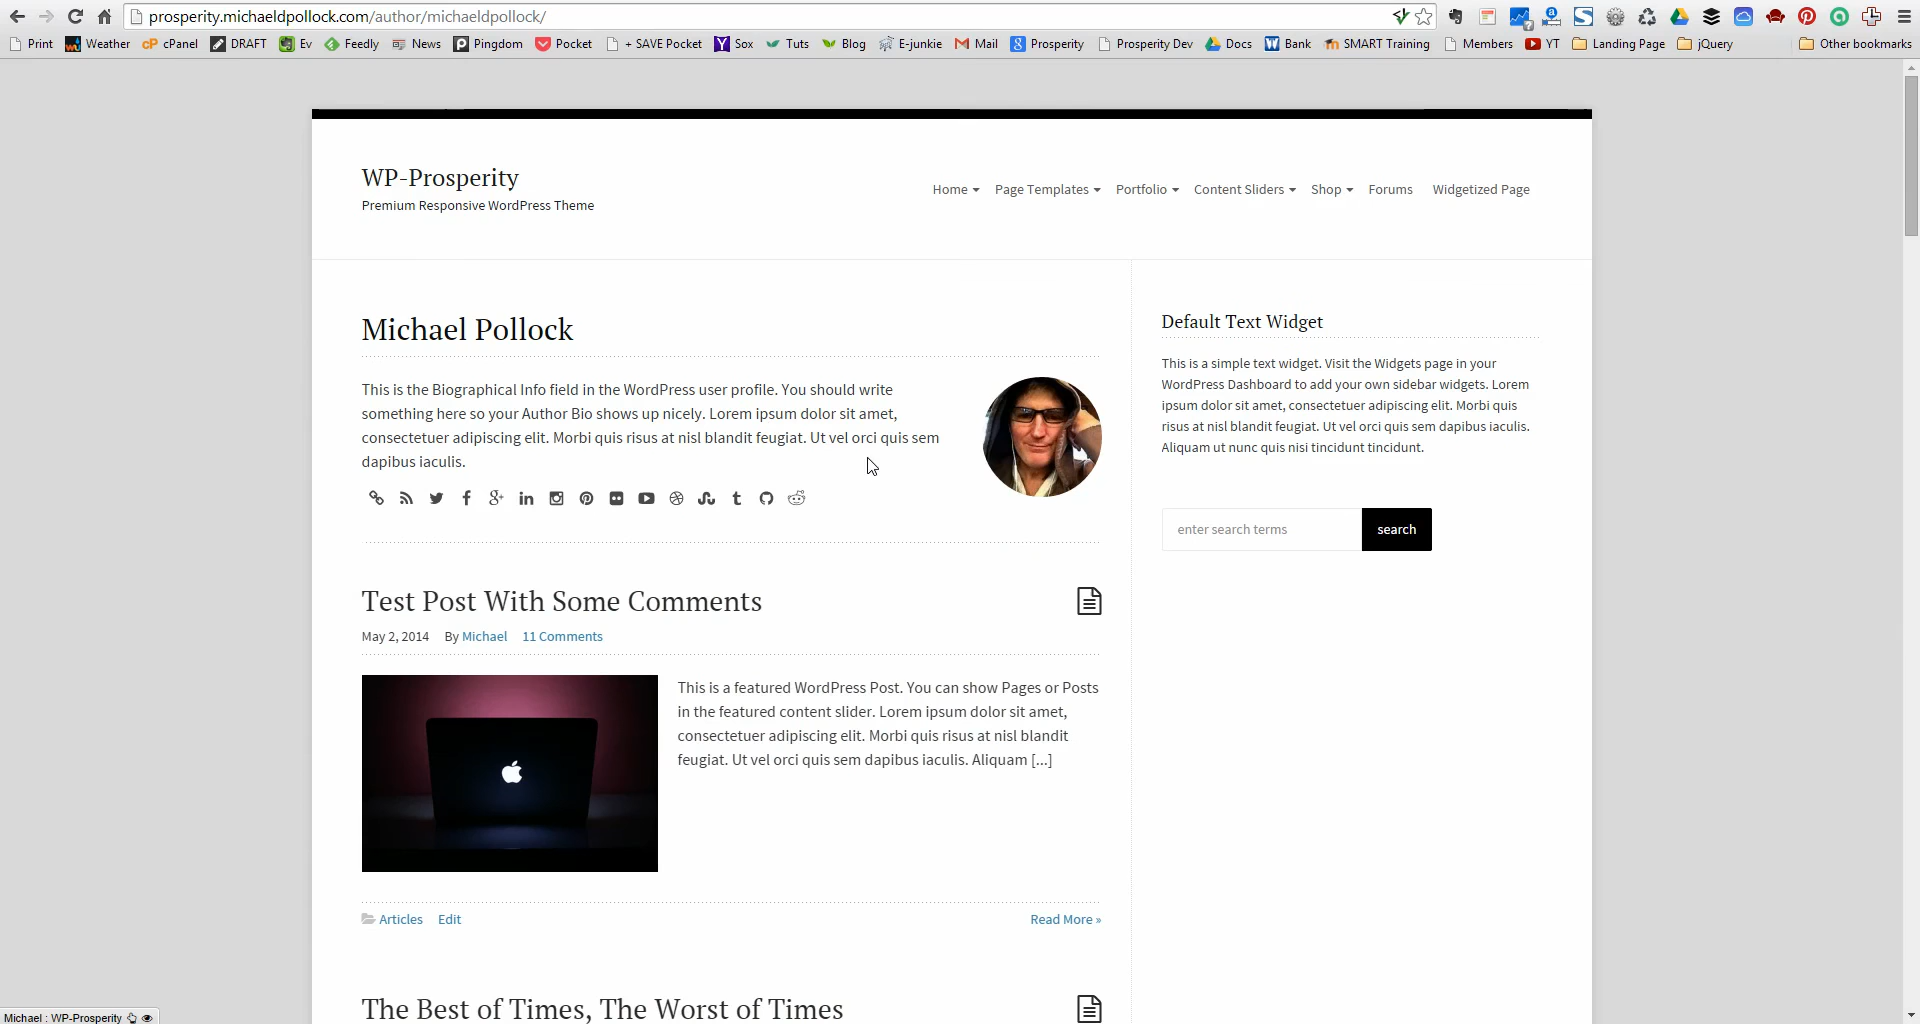 prosperity.michaeldpollock.com/author/michaeldpollock/
Print Weather cPanel DRAFT Ev Feedly News Pingdom Pocket + SAVE Pocket Sox Tuts Blog E-junkie Mail Prosperity Prosperity Dev Docs Bank SMART Training Members YT Landing Page jQuery Other bookmarks
WP-Prosperity
Premium Responsive WordPress Theme
Home Page Templates Portfolio Content Sliders Shop Forums Widgetized Page
Michael Pollock
This is the Biographical Info field in the WordPress user profile. You should write
something here so your Author Bio shows up nicely. Lorem ipsum dolor sit amet,
consectetuer adipiscing elit. Morbi quis risus at nisl blandit feugiat. Ut vel orci quis sem
dapibus iaculis.
Default Text Widget
This is a simple text widget. Visit the Widgets page in your
WordPress Dashboard to add your own sidebar widgets. Lorem
ipsum dolor sit amet, consectetuer adipiscing elit. Morbi quis
risus at nisl blandit feugiat. Ut vel orci quis sem dapibus iaculis.
Aliquam ut nunc quis nisi tincidunt tincidunt.
enter search terms search
Test Post With Some Comments
May 2, 2014 By Michael 11 Comments
This is a featured WordPress Post. You can show Pages or Posts
in the featured content slider. Lorem ipsum dolor sit amet,
consectetuer adipiscing elit. Morbi quis risus at nisl blandit
feugiat. Ut vel orci quis sem dapibus iaculis. Aliquam [...]
Articles Edit Read More »
The Best of Times, The Worst of Times
Michael : WP-Prosperity